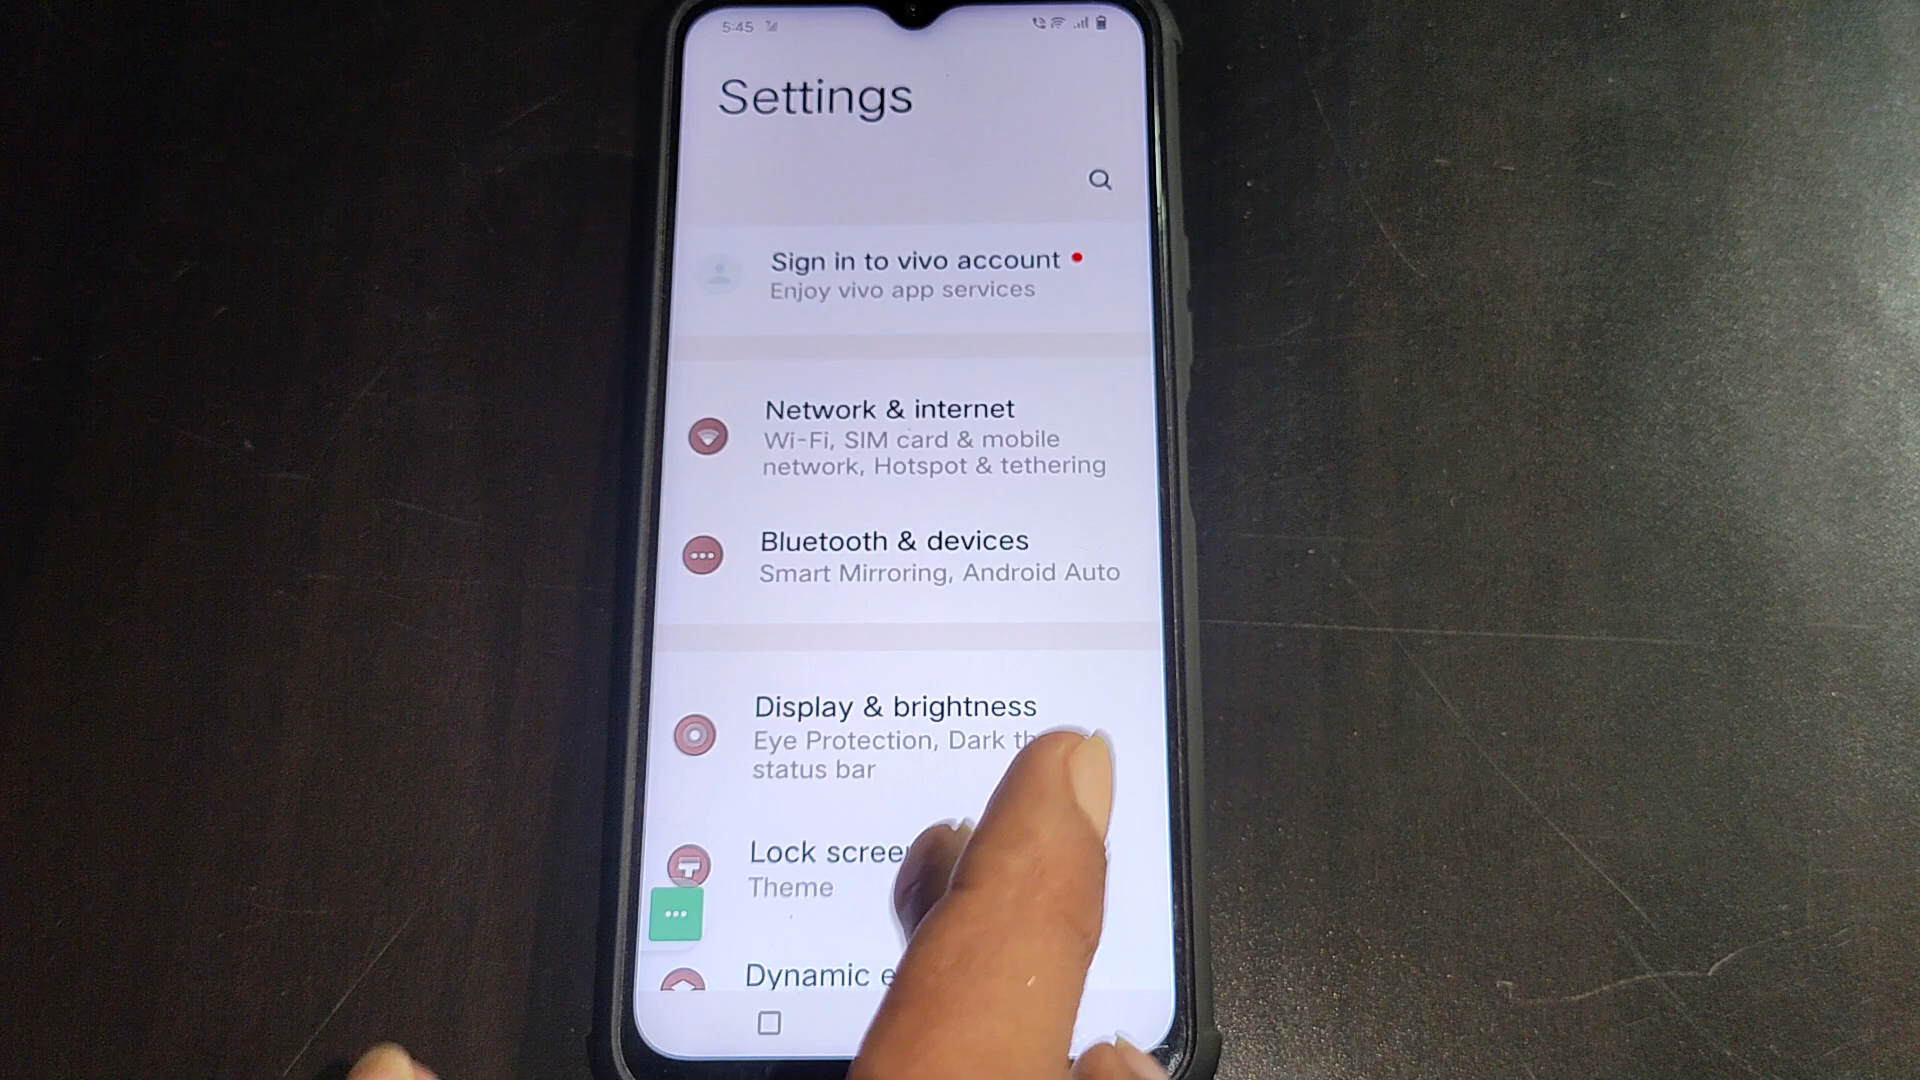 5:45
Settings
Sign in to vivo account
Enjoy vivo app services
Network & internet
Wi-Fi, SIM card & mobile
network, Hotspot & tethering
Bluetooth & devices
Smart Mirroring, Android Auto
Display & brightness
Eye Protection, Dark
status bar
Lock
Theme
Dynamic